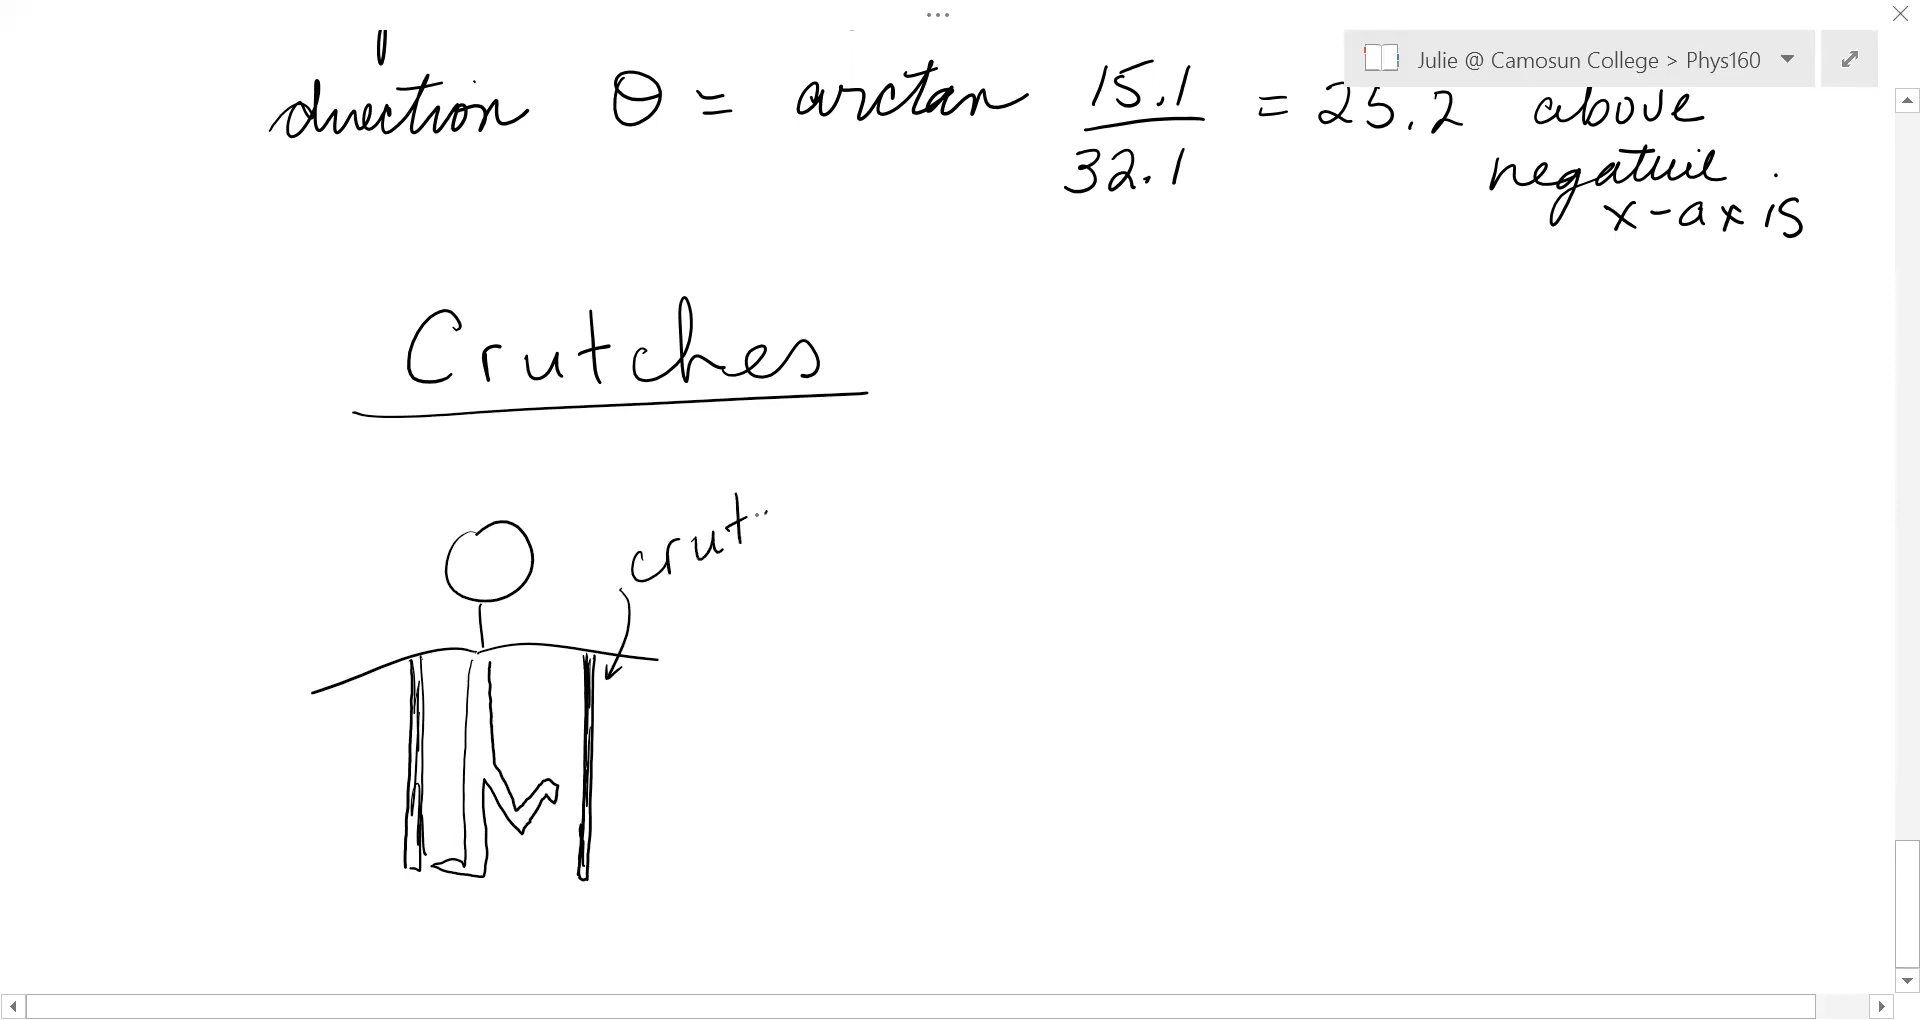 Julie @ Camosun College > Phys160
direction θ = arctan 15.1 / 32.1 = 25.2 above
negative
x-axis
Crutches
crut